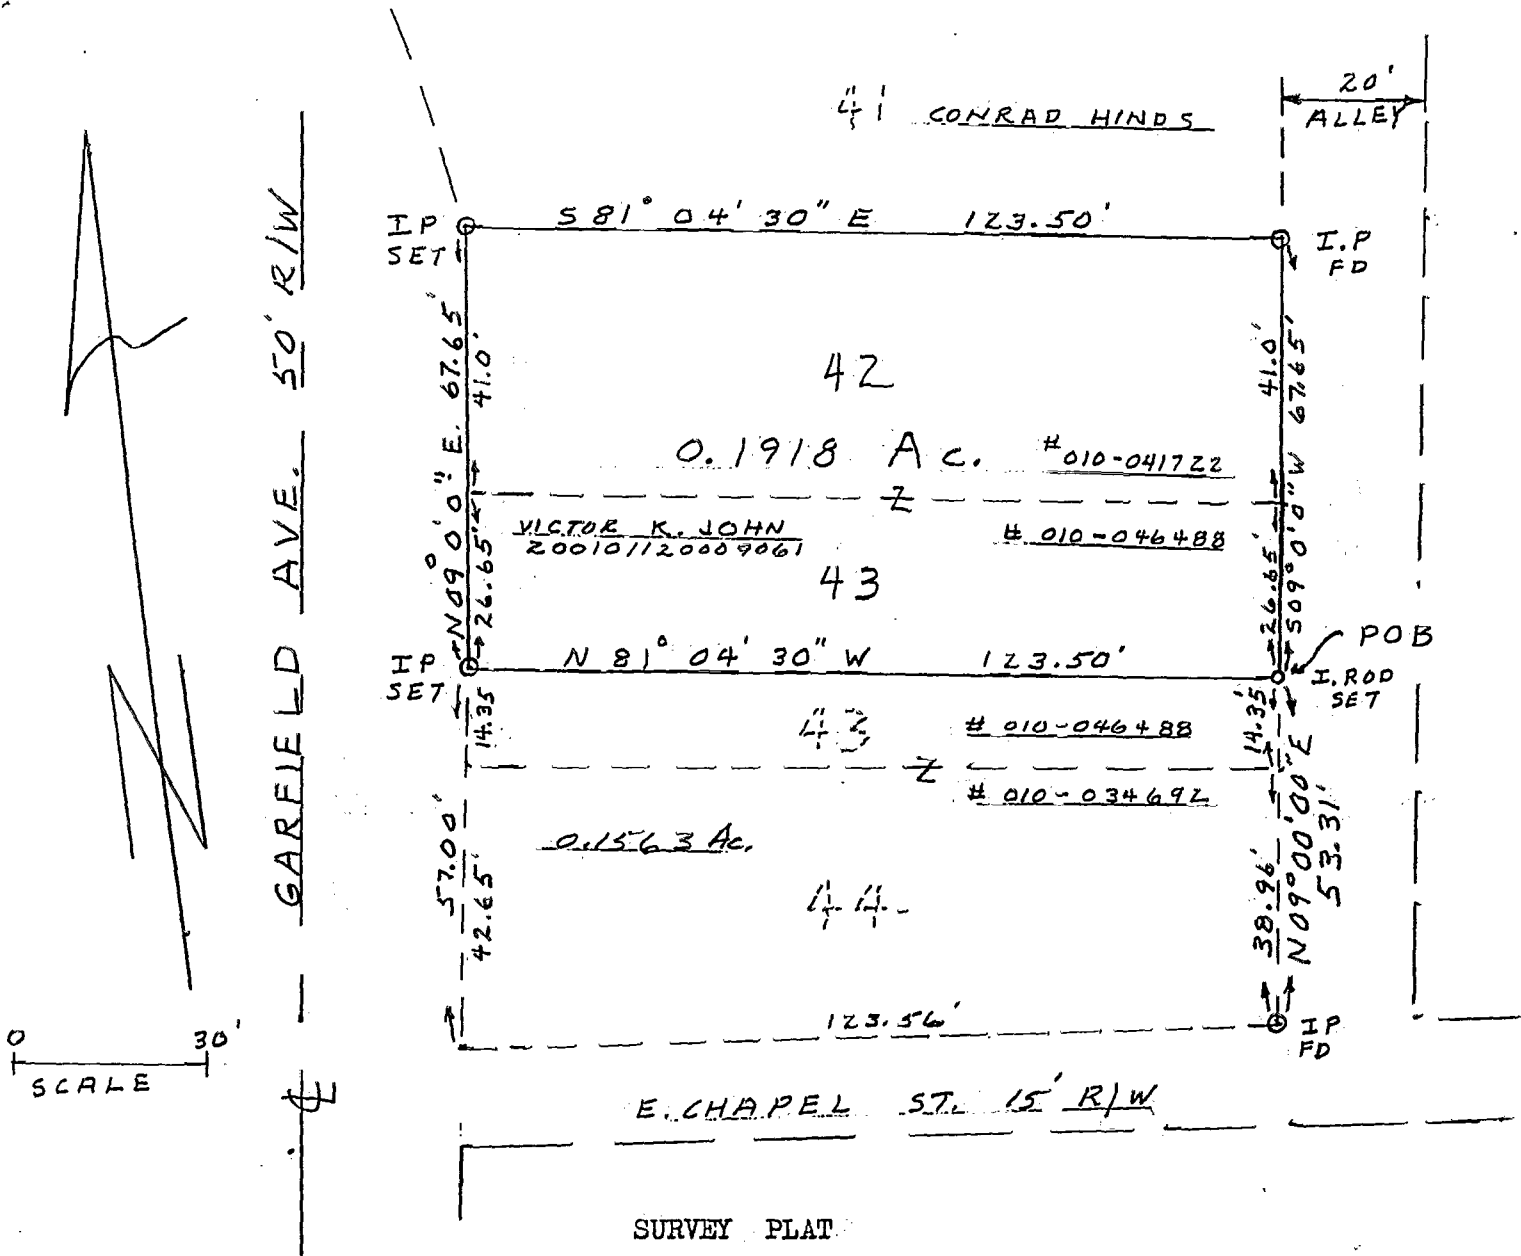 20'
ALLEY
41 CONRAD HINDS
S 81° 04' 30" E 123.50'
IP
SET
I.P
FD
N09° 0' 0" E. 67.65'
41.0'
26.65'
42
0.1918 Ac. # 010-041722
Z
VICTOR K. JOHN
200101120009061
# 010-046488
43
41.0'
26.65'
S09° 0' 0" W 67.65'
GARFIELD AVE. 50' R/W
IP
SET
N 81° 04' 30" W 123.50'
POB
I. ROD
SET
14.35
43
# 010-046488
14.35'
Z
# 010-034692
0.1563 Ac.
44
57.00'
42.65'
38.96'
N09° 00' 00" E
53.31'
123.56'
IP
FD
N
0 30'
SCALE
E. CHAPEL ST. 15' R/W
SURVEY PLAT